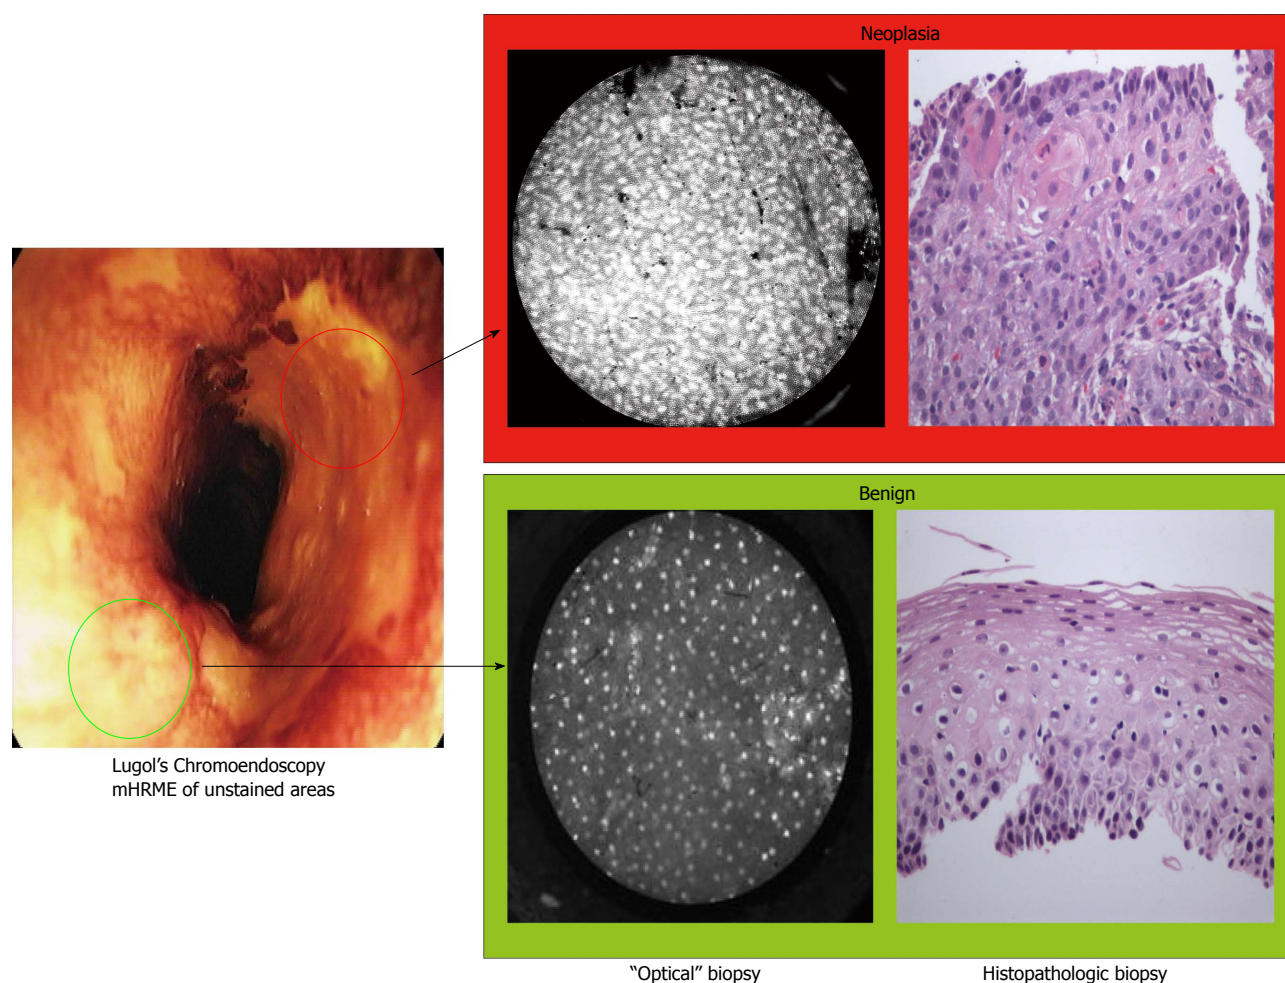 Neoplasia
Benign
Lugol’s Chromoendoscopy
mHRME of unstained areas
“Optical” biopsy
Histopathologic biopsy